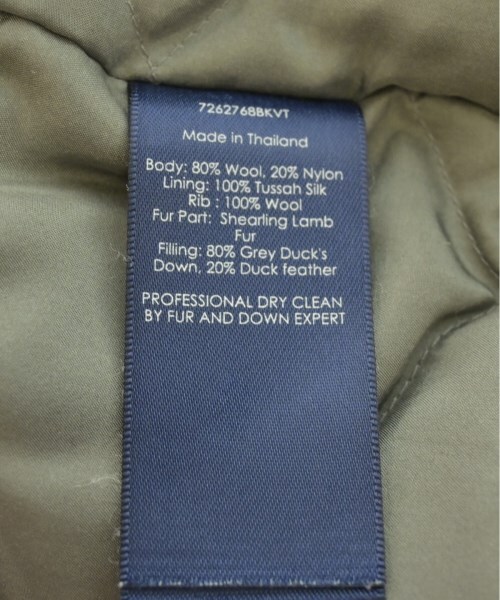 7262768BKVT
Made in Thailand
Body: 80% Wool, 20% Nylon
Lining: 100% Tussah Silk
Rib : 100% Wool
Fur Part: Shearling Lamb
Fur
Filling: 80% Grey Duck's
Down, 20% Duck feather
PROFESSIONAL DRY CLEAN
BY FUR AND DOWN EXPERT